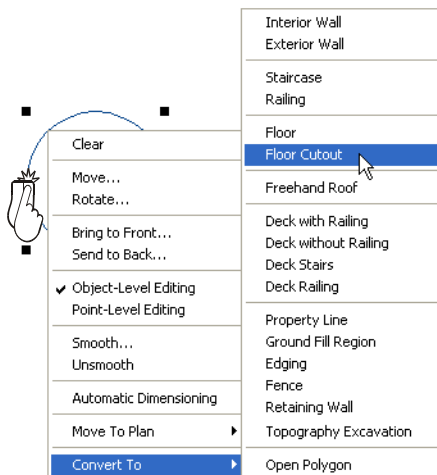 Clear
Move...
Rotate...
Bring to Front...
Send to Back...
Object-Level Editing
Point-Level Editing
Smooth...
Unsmooth
Automatic Dimensioning
Move To Plan
Convert To
Interior Wall
Exterior Wall
Staircase
Railing
Floor
Floor Cutout
Freehand Roof
Deck with Railing
Deck without Railing
Deck Stairs
Deck Railing
Property Line
Ground Fill Region
Edging
Fence
Retaining Wall
Topography Excavation
Open Polygon